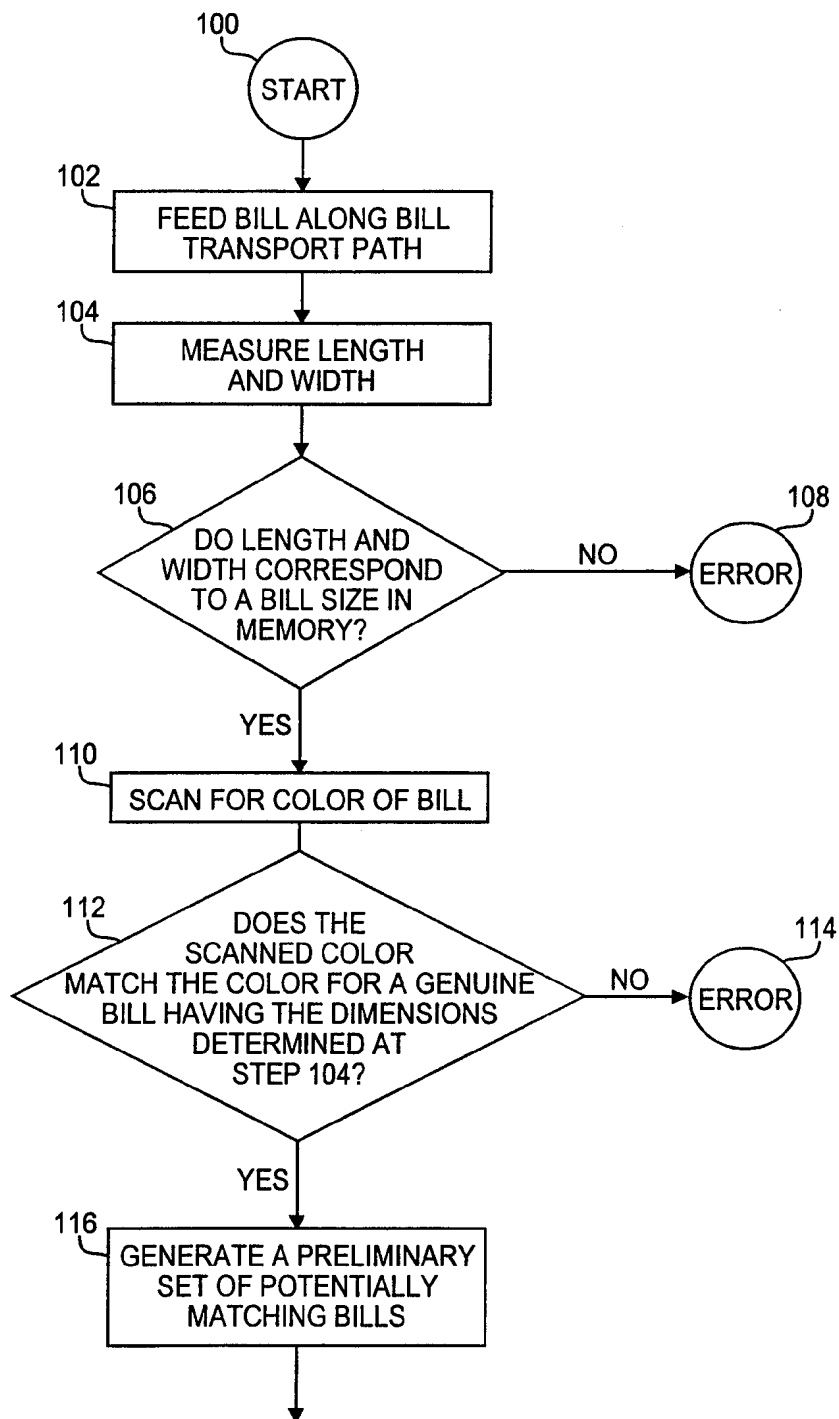 100
START
102
FEED BILL ALONG BILL
TRANSPORT PATH
104
MEASURE LENGTH
AND WIDTH
106
DO LENGTH AND
WIDTH CORRESPOND
TO A BILL SIZE IN
MEMORY?
NO
108
ERROR
YES
110
SCAN FOR COLOR OF BILL
112
DOES THE
SCANNED COLOR
MATCH THE COLOR FOR A GENUINE
BILL HAVING THE DIMENSIONS
DETERMINED AT
STEP 104?
NO
114
ERROR
YES
116
GENERATE A PRELIMINARY
SET OF POTENTIALLY
MATCHING BILLS